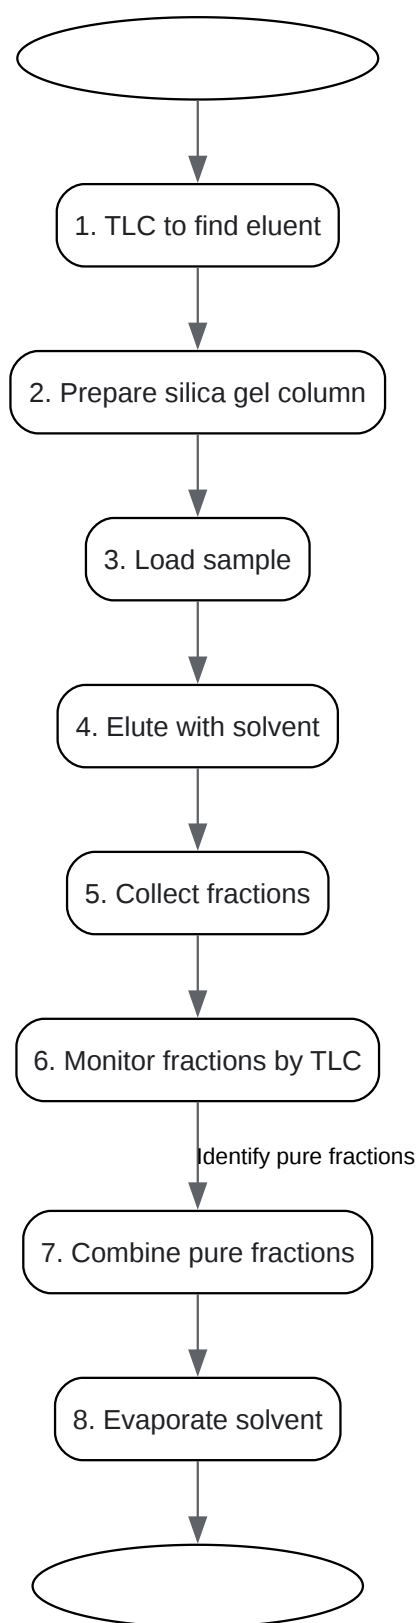 1. TLC to find eluent
2. Prepare silica gel column
3. Load sample
4. Elute with solvent
5. Collect fractions
6. Monitor fractions by TLC
Identify pure fractions
7. Combine pure fractions
8. Evaporate solvent